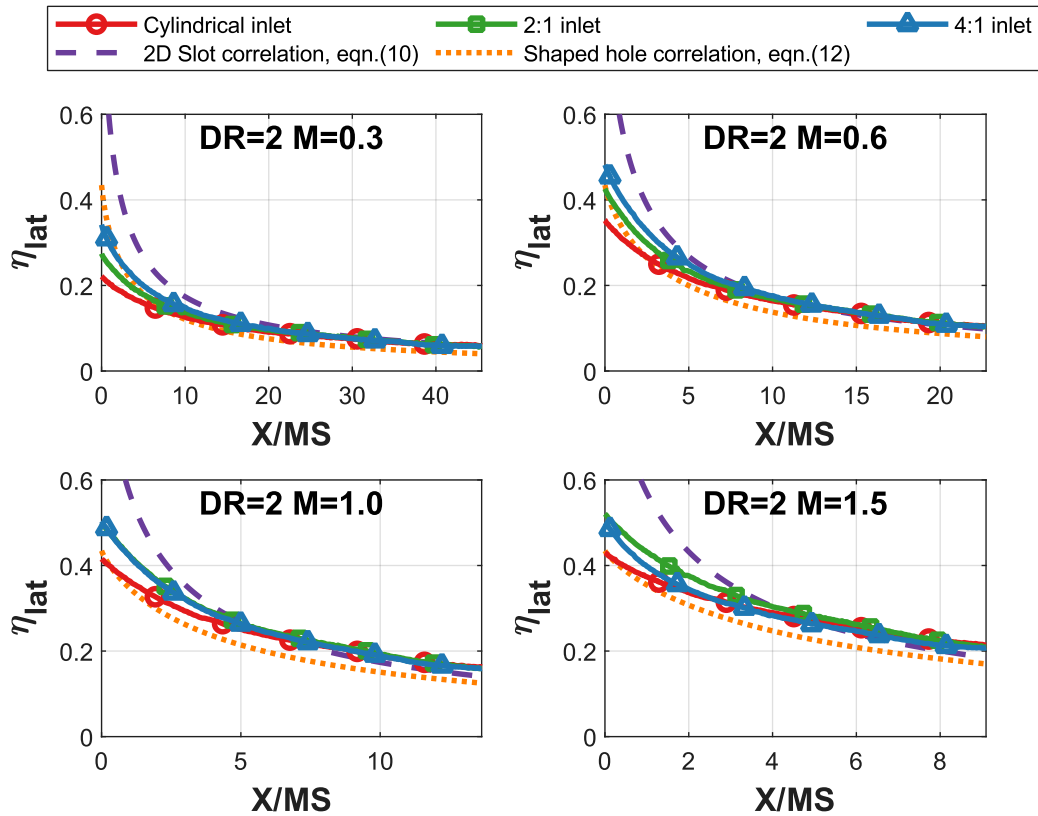 Cylindrical inlet 2:1 inlet 4:1 inlet
2D Slot correlation, eqn.(10) Shaped hole correlation, eqn.(12)
DR=2 M=0.3
0.6
0.4
0.2
0
ηlat
0 10 20 30 40
X/MS
DR=2 M=0.6
0.6
0.4
0.2
0
ηlat
0 5 10 15 20
X/MS
DR=2 M=1.0
0.6
0.4
0.2
0
ηlat
0 5 10
X/MS
DR=2 M=1.5
0.6
0.4
0.2
0
ηlat
0 2 4 6 8
X/MS